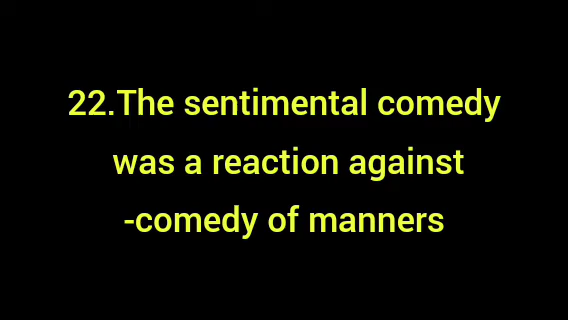 22.The sentimental comedy
was a reaction against
-comedy of manners